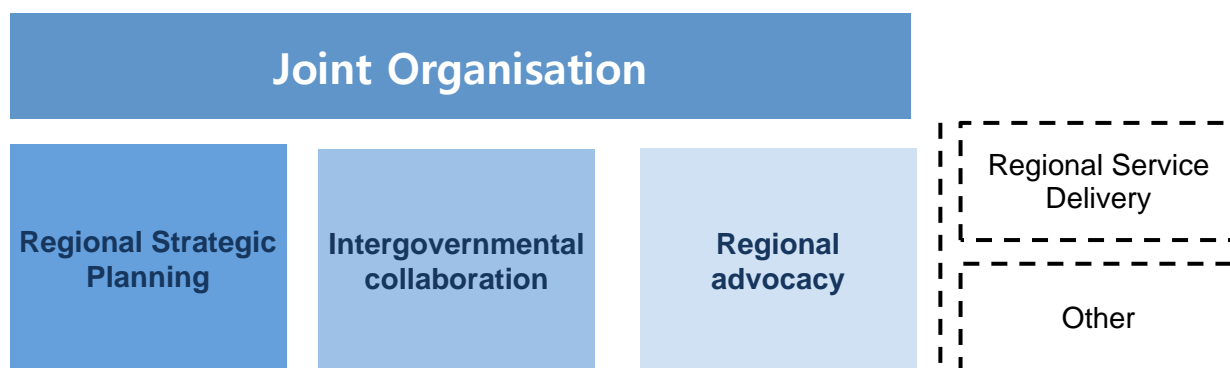 Joint Organisation
Regional Strategic
Planning
Intergovernmental
collaboration
Regional
advocacy
Regional Service
Delivery
Other